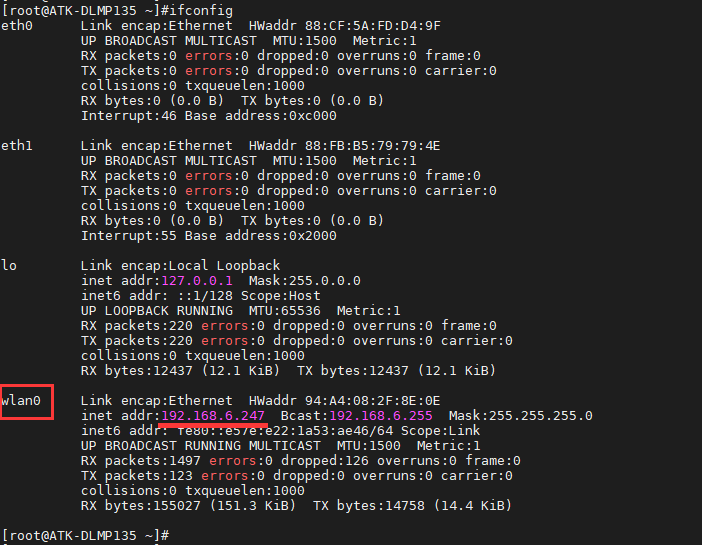 [root@ATK-DLMP135 ~]#ifconfig
eth0      Link encap:Ethernet  HWaddr 88:CF:5A:FD:D4:9F
          UP BROADCAST MULTICAST  MTU:1500  Metric:1
          RX packets:0 errors:0 dropped:0 overruns:0 frame:0
          TX packets:0 errors:0 dropped:0 overruns:0 carrier:0
          collisions:0 txqueuelen:1000
          RX bytes:0 (0.0 B)  TX bytes:0 (0.0 B)
          Interrupt:46 Base address:0xc000
eth1      Link encap:Ethernet  HWaddr 88:FB:B5:79:79:4E
          UP BROADCAST MULTICAST  MTU:1500  Metric:1
          RX packets:0 errors:0 dropped:0 overruns:0 frame:0
          TX packets:0 errors:0 dropped:0 overruns:0 carrier:0
          collisions:0 txqueuelen:1000
          RX bytes:0 (0.0 B)  TX bytes:0 (0.0 B)
          Interrupt:55 Base address:0x2000
lo        Link encap:Local Loopback
          inet addr:127.0.0.1  Mask:255.0.0.0
          inet6 addr: ::1/128 Scope:Host
          UP LOOPBACK RUNNING  MTU:65536  Metric:1
          RX packets:220 errors:0 dropped:0 overruns:0 frame:0
          TX packets:220 errors:0 dropped:0 overruns:0 carrier:0
          collisions:0 txqueuelen:1000
          RX bytes:12437 (12.1 KiB)  TX bytes:12437 (12.1 KiB)
wlan0     Link encap:Ethernet  HWaddr 94:A4:08:2F:8E:0E
          inet addr:192.168.6.247  Bcast:192.168.6.255  Mask:255.255.255.0
          inet6 addr: fe80::e57e:e22:1a53:ae46/64 Scope:Link
          UP BROADCAST RUNNING MULTICAST  MTU:1500  Metric:1
          RX packets:1497 errors:0 dropped:126 overruns:0 frame:0
          TX packets:123 errors:0 dropped:0 overruns:0 carrier:0
          collisions:0 txqueuelen:1000
          RX bytes:155027 (151.3 KiB)  TX bytes:14758 (14.4 KiB)
[root@ATK-DLMP135 ~]#